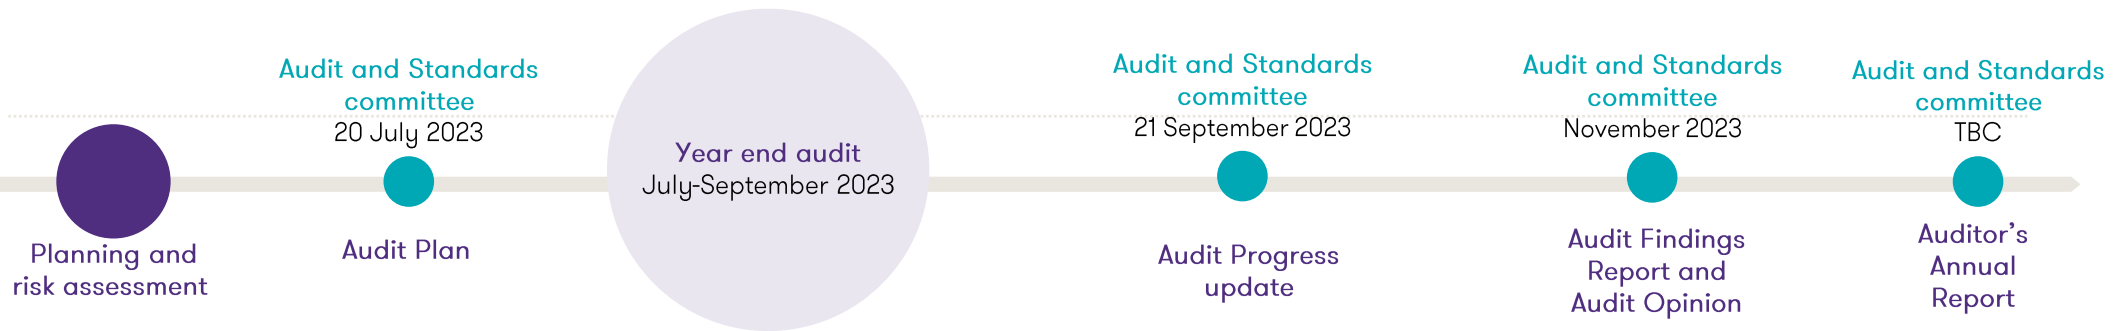 Planning and
risk assessment
Audit and Standards
committee
20 July 2023
Audit Plan
Year end audit
July-September 2023
Audit and Standards
committee
21 September 2023
Audit Progress
update
Audit and Standards
committee
November 2023
Audit Findings
Report and
Audit Opinion
Audit and Standards
committee
TBC
Auditor’s
Annual
Report